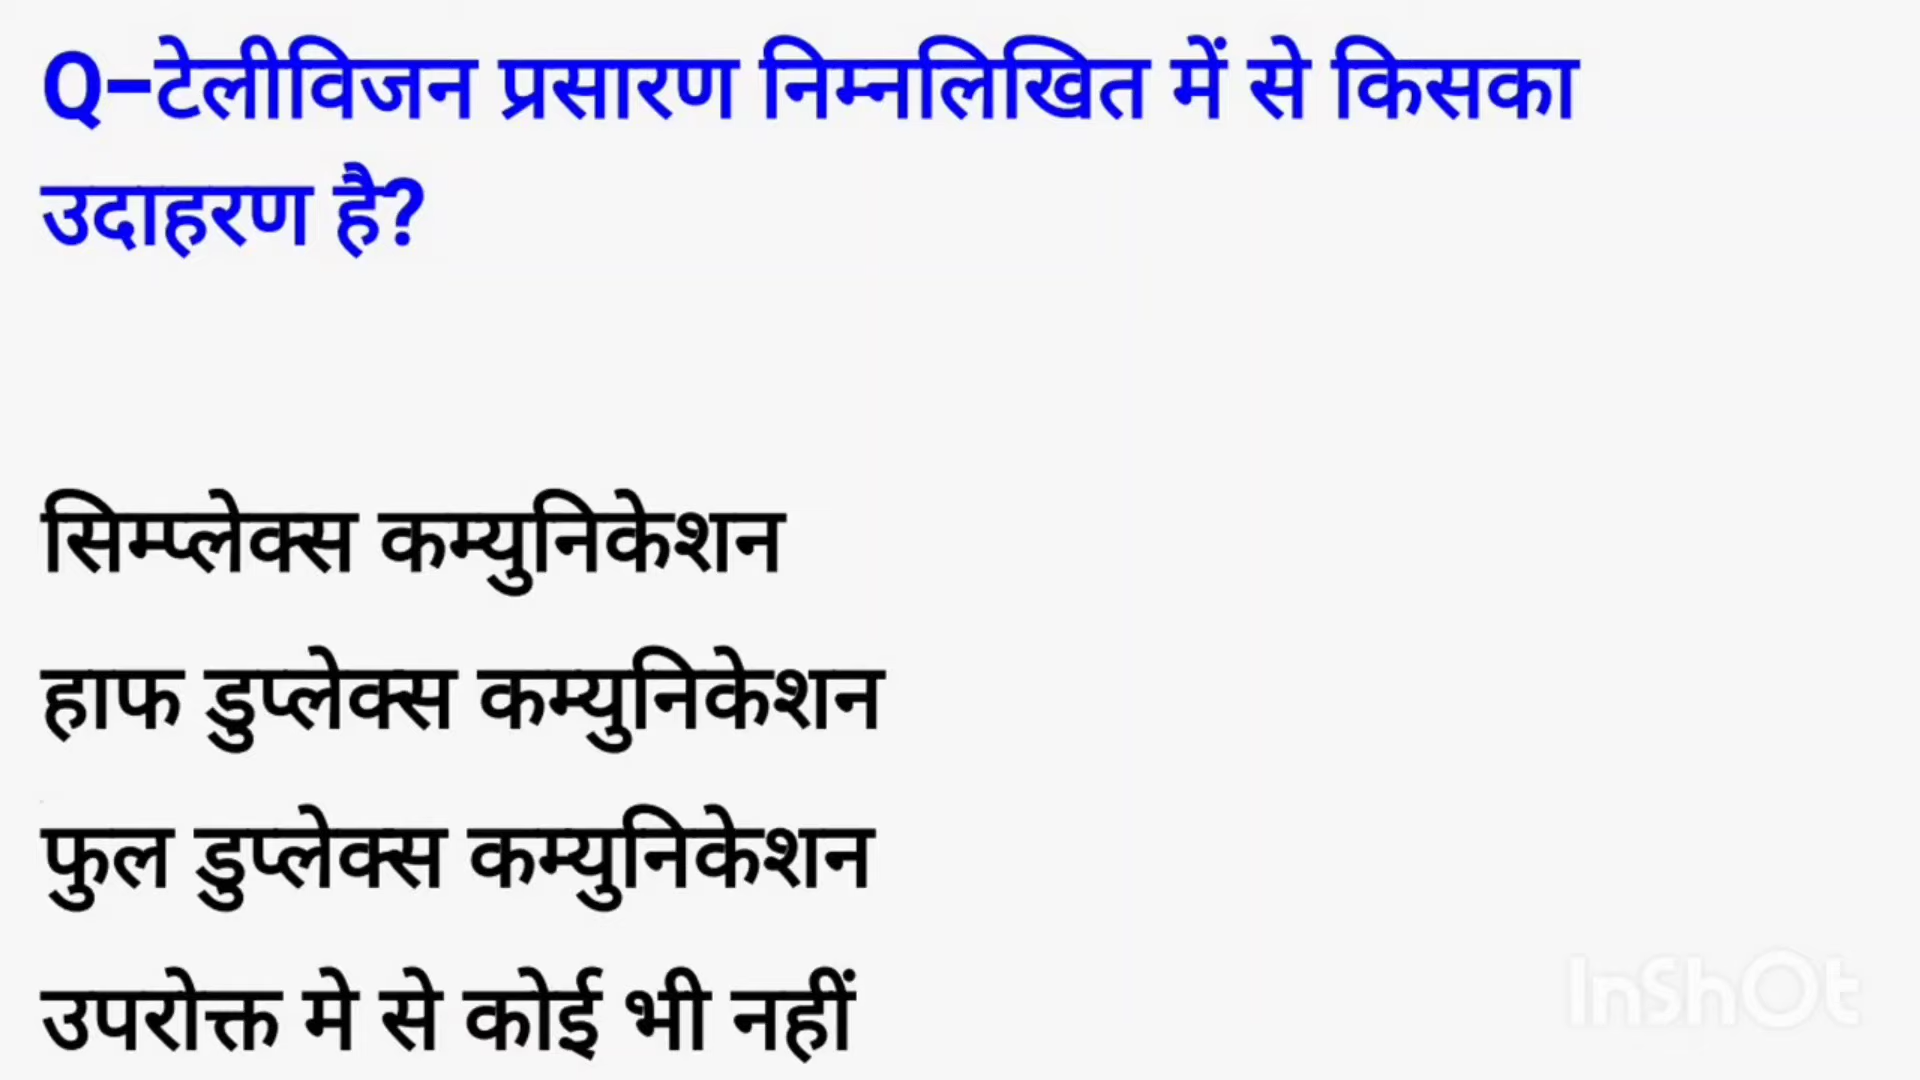 Q–टेलीविजन प्रसारण निम्नलिखित में से किसका
उदाहरण है?
सिम्प्लेक्स कम्युनिकेशन
हाफ डुप्लेक्स कम्युनिकेशन
फुल डुप्लेक्स कम्युनिकेशन
उपरोक्त मे से कोई भी नहीं
InShOt